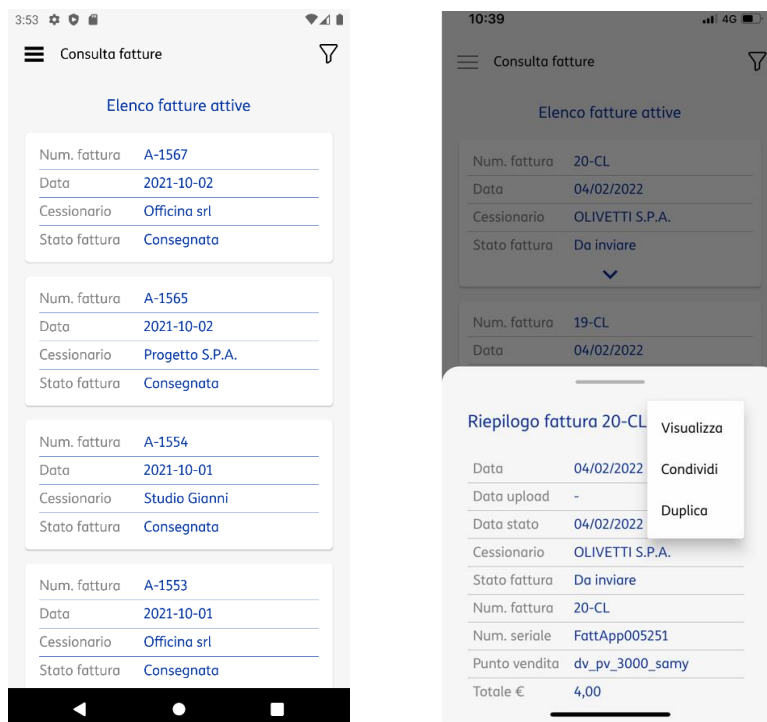 3:53
Consulta fatture
Elenco fatture attive
Num. fattura A-1567
Data 2021-10-02
Cessionario Officina srl
Stato fattura Consegnata
Num. fattura A-1565
Data 2021-10-02
Cessionario Progetto S.P.A.
Stato fattura Consegnata
Num. fattura A-1554
Data 2021-10-01
Cessionario Studio Gianni
Stato fattura Consegnata
Num. fattura A-1553
Data 2021-10-01
Cessionario Officina srl
Stato fattura Consegnata
10:39 4G
Consulta fatture
Elenco fatture attive
Num. fattura 20-CL
Data 04/02/2022
Cessionario OLIVETTI S.P.A.
Stato fattura Da inviare
Num. fattura 19-CL
Data 04/02/2022
Riepilogo fattura 20-CL
Visualizza
Condividi
Duplica
Data 04/02/2022
Data upload -
Data stato 04/02/2022
Cessionario OLIVETTI S.P.A.
Stato fattura Da inviare
Num. fattura 20-CL
Num. seriale FattApp005251
Punto vendita dv_pv_3000_samy
Totale € 4,00